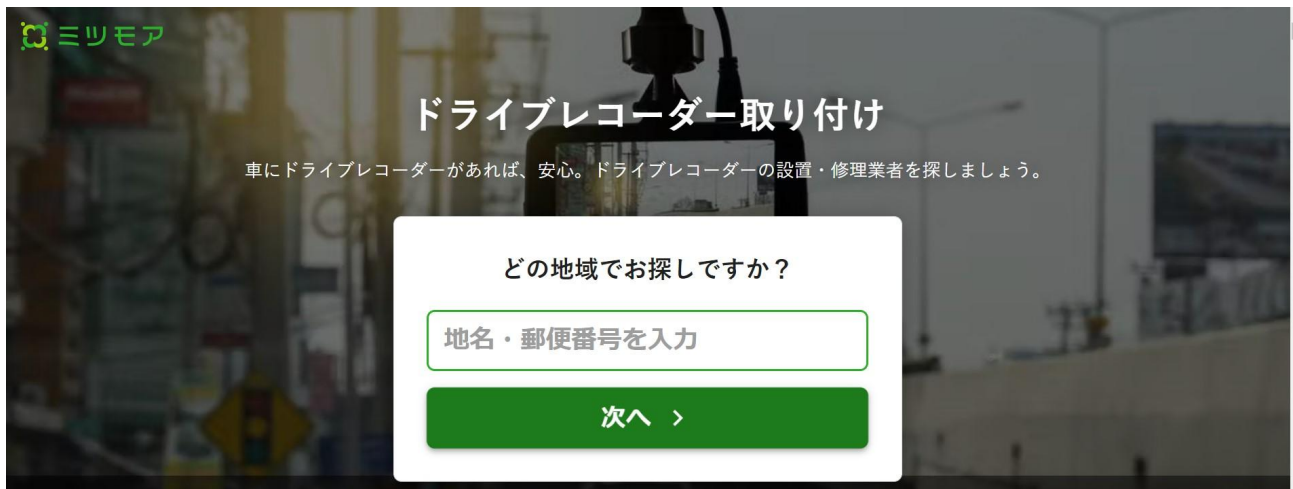 ミツモア
ドライブレコーダー取り付け
車にドライブレコーダーがあれば、安心。ドライブレコーダーの設置・修理業者を探しましょう。
どの地域でお探しですか？
地名・郵便番号を入力
次へ >